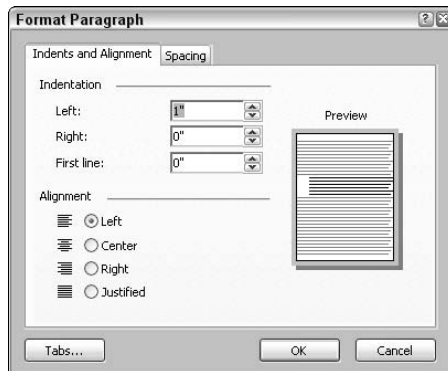 Format Paragraph
Indents and Alignment Spacing
Indentation
Left: 1"
Right: 0"
First line: 0"
Preview
Alignment
Left
Center
Right
Justified
Tabs... OK Cancel